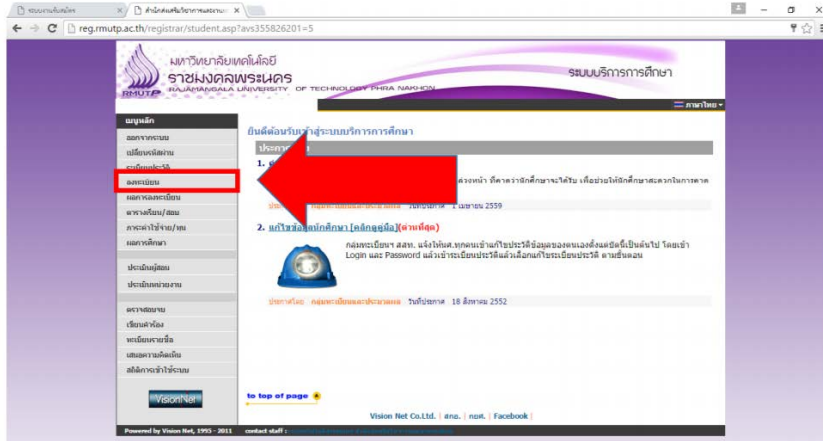 ระบบงานรับสมัคร
สำนักส่งเสริมวิชาการและงานทะ
reg.rmutp.ac.th/registrar/student.asp?avs355826201=5
มหาวิทยาลัยเทคโนโลยี
ราชมงคลพระนคร
RMUTP RAJAMANGALA UNIVERSITY OF TECHNOLOGY PHRA NAKHON
ระบบบริการการศึกษา
ภาษาไทย
เมนูหลัก
ออกจากระบบ
เปลี่ยนรหัสผ่าน
ระเบียนประวัติ
ลงทะเบียน
ผลการลงทะเบียน
ตารางเรียน/สอบ
ภาระค่าใช้จ่าย/ทุน
ผลการศึกษา
ประเมินผู้สอน
ประเมินหน่วยงาน
ตรวจสอบจบ
เขียนคำร้อง
ทะเบียนรายชื่อ
เสนอความคิดเห็น
สถิติการเข้าใช้ระบบ
VisionNet
Powered by Vision Net, 1995 - 2011
ยินดีต้อนรับเข้าสู่ระบบบริการการศึกษา
1.
ล่วงหน้า ที่คาดว่านักศึกษาจะได้รับ เพื่อช่วยให้นักศึกษาสะดวกในการคาด
ประกาศโดย กลุ่มทะเบียนและประมวลผล วันที่ประกาศ 1 เมษายน 2559
2. แก้ไขข้อมูลนักศึกษา [คลิกดูคู่มือ](ด่วนที่สุด)
กลุ่มทะเบียนฯ สสท. แจ้งให้นศ.ทุกคนเข้าแก้ไขประวัติข้อมูลของตนเองตั้งแต่บัดนี้เป็นต้นไป โดยเข้า
Login และ Password แล้วเข้าระเบียนประวัติแล้วเลือกแก้ไขระเบียนประวัติ ตามขั้นตอน
ประกาศโดย กลุ่มทะเบียนและประมวลผล วันที่ประกาศ 18 สิงหาคม 2552
to top of page
Vision Net Co.Ltd. | สกอ. | กยศ. | Facebook |
contact staff :